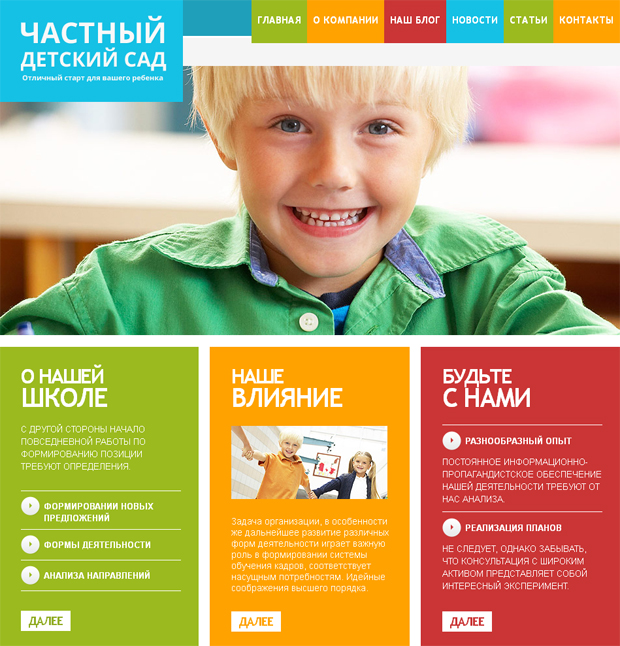 ЧАСТНЫЙ
ДЕТСКИЙ САД
Отличный старт для вашего ребенка
ГЛАВНАЯ
О КОМПАНИИ
НАШ БЛОГ
НОВОСТИ
СТАТЬИ
КОНТАКТЫ
О НАШЕЙ
ШКОЛЕ
С ДРУГОЙ СТОРОНЫ НАЧАЛО
ПОВСЕДНЕВНОЙ РАБОТЫ ПО
ФОРМИРОВАНИЮ ПОЗИЦИИ
ТРЕБУЮТ ОПРЕДЕЛЕНИЯ.
ФОРМИРОВАНИИ НОВЫХ
ПРЕДЛОЖЕНИЙ
ФОРМЫ ДЕЯТЕЛЬНОСТИ
АНАЛИЗА НАПРАВЛЕНИЙ
ДАЛЕЕ
НАШЕ
ВЛИЯНИЕ
Задача организации, в особенности
же дальнейшее развитие различных
форм деятельности играет важную
роль в формировании системы
обучения кадров, соответствует
насущным потребностям. Идейные
соображения высшего порядка.
ДАЛЕЕ
БУДЬТЕ
С НАМИ
РАЗНООБРАЗНЫЙ ОПЫТ
ПОСТОЯННОЕ ИНФОРМАЦИОННО-
ПРОПАГАНДИСТСКОЕ ОБЕСПЕЧЕНИЕ
НАШЕЙ ДЕЯТЕЛЬНОСТИ ТРЕБУЮТ ОТ
НАС АНАЛИЗА.
РЕАЛИЗАЦИЯ ПЛАНОВ
НЕ СЛЕДУЕТ, ОДНАКО ЗАБЫВАТЬ,
ЧТО КОНСУЛЬТАЦИЯ С ШИРОКИМ
АКТИВОМ ПРЕДСТАВЛЯЕТ СОБОЙ
ИНТЕРЕСНЫЙ ЭКСПЕРИМЕНТ.
ДАЛЕЕ